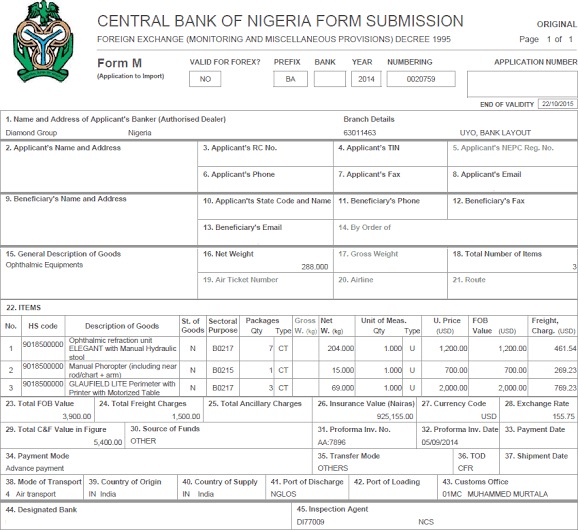 CENTRAL BANK OF NIGERIA FORM SUBMISSION
ORIGINAL
FOREIGN EXCHANGE (MONITORING AND MISCELLANEOUS PROVISIONS) DECREE 1995
Page 1 of 1
Form M VALID FOR FOREX? PREFIX BANK YEAR NUMBERING APPLICATION NUMBER
(Application to Import) NO BA 2014 0020759
END OF VALIDITY 22/10/2015
1. Name and Address of Applicant's Banker (Authorised Dealer) Branch Details
Diamond Group Nigeria 63011463 UYO, BANK LAYOUT
2. Applicant's Name and Address 3. Applicant's RC No. 4. Applicant's TIN 5. Applicant's NEPC Reg. No.
6. Applicant's Phone 7. Applicant's Fax 8. Applicant's Email
9. Beneficiary's Name and Address 10. Applican'ts State Code and Name 11. Beneficiary's Phone 12. Beneficiary's Fax
13. Beneficiary's Email 14. By Order of
15. General Description of Goods 16. Net Weight 17. Gross Weight 18. Total Number of Items
Ophthalmic Equipments 288.000 3
19. Air Ticket Number 20. Airline 21. Route
22. ITEMS
No. HS code Description of Goods St. of Goods Sectoral Purpose Packages Qty Type Gross W. (kg) Net W. (kg) Unit of Meas. Qty Type U. Price (USD) FOB Value (USD) Freight, Charg. (USD)
1 9018500000 Ophthalmic refraction unit ELEGANT with Manual Hydraulic stool N B0217 7 CT 204.000 1.000 U 1,200.00 1,200.00 461.54
2 9018500000 Manual Phoropter (including near rod/chart + arm) N B0215 1 CT 15.000 1.000 U 700.00 700.00 269.23
3 9018500000 GLAUFIELD LITE Perimeter with Printer with Motorized Table N B0217 3 CT 69.000 1.000 U 2,000.00 2,000.00 769.23
23. Total FOB Value 24. Total Freight Charges 25. Total Ancillary Charges 26. Insurance Value (Nairas) 27. Currency Code 28. Exchange Rate
3,900.00 1,500.00 925,155.00 USD 155.75
29. Total C&F Value in Figure 30. Source of Funds 31. Proforma Inv. No. 32. Proforma Inv. Date 33. Payment Date
5,400.00 OTHER AA:7896 05/09/2014
34. Payment Mode 35. Transfer Mode 36. TOD 37. Shipment Date
Advance payment OTHERS CFR
38. Mode of Transport 39. Country of Origin 40. Country of Supply 41. Port of Discharge 42. Port of Loading 43. Customs Office
4 Air transport IN India IN India NGLOS 01MC MUHAMMED MURTALA
44. Designated Bank 45. Inspection Agent
DI77009 NCS